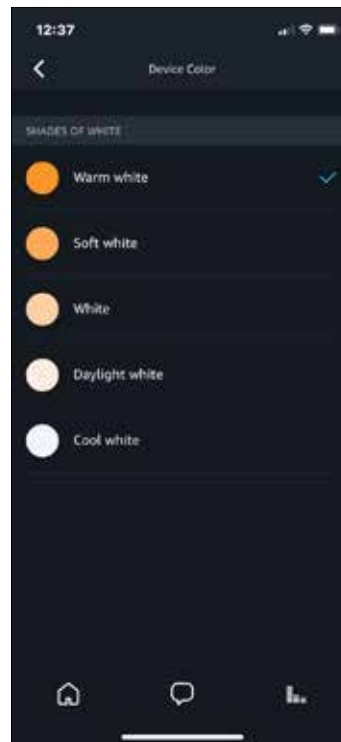 12:37
Device Color
SHADES OF WHITE
Warm white
Soft white
White
Daylight white
Cool white